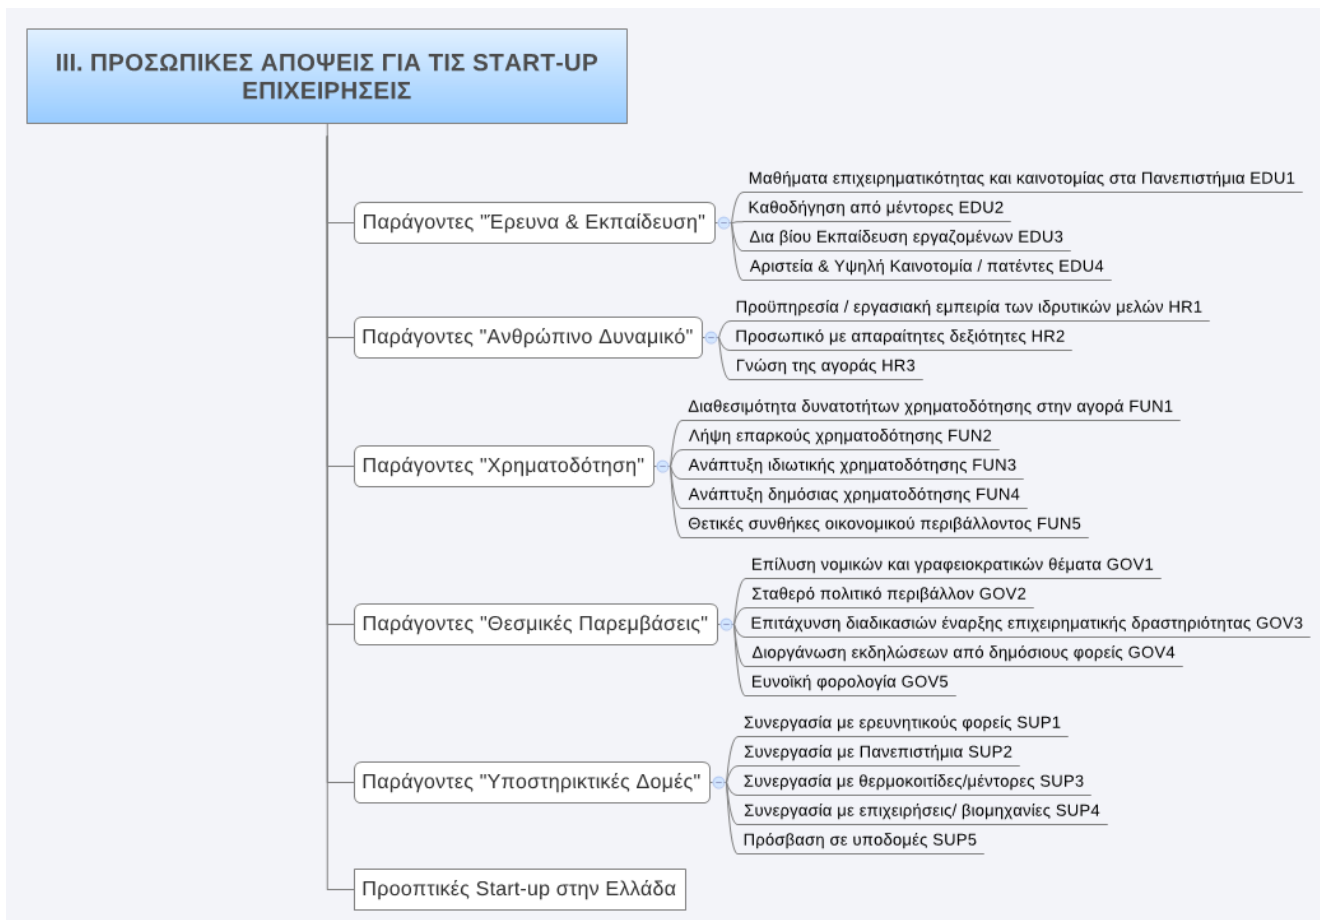 III. ΠΡΟΣΩΠΙΚΕΣ ΑΠΟΨΕΙΣ ΓΙΑ ΤΙΣ START-UP
ΕΠΙΧΕΙΡΗΣΕΙΣ
Παράγοντες "Έρευνα & Εκπαίδευση"
Μαθήματα επιχειρηματικότητας και καινοτομίας στα Πανεπιστήμια EDU1
Καθοδήγηση από μέντορες EDU2
Δια βίου Εκπαίδευση εργαζομένων EDU3
Αριστεία & Υψηλή Καινοτομία / πατέντες EDU4
Παράγοντες "Ανθρώπινο Δυναμικό"
Προϋπηρεσία / εργασιακή εμπειρία των ιδρυτικών μελών HR1
Προσωπικό με απαραίτητες δεξιότητες HR2
Γνώση της αγοράς HR3
Παράγοντες "Χρηματοδότηση"
Διαθεσιμότητα δυνατοτήτων χρηματοδότησης στην αγορά FUN1
Λήψη επαρκούς χρηματοδότησης FUN2
Ανάπτυξη ιδιωτικής χρηματοδότησης FUN3
Ανάπτυξη δημόσιας χρηματοδότησης FUN4
Θετικές συνθήκες οικονομικού περιβάλλοντος FUN5
Παράγοντες "Θεσμικές Παρεμβάσεις"
Επίλυση νομικών και γραφειοκρατικών θέματα GOV1
Σταθερό πολιτικό περιβάλλον GOV2
Επιτάχυνση διαδικασιών έναρξης επιχειρηματικής δραστηριότητας GOV3
Διοργάνωση εκδηλώσεων από δημόσιους φορείς GOV4
Ευνοϊκή φορολογία GOV5
Παράγοντες "Υποστηρικτικές Δομές"
Συνεργασία με ερευνητικούς φορείς SUP1
Συνεργασία με Πανεπιστήμια SUP2
Συνεργασία με θερμοκοιτίδες/μέντορες SUP3
Συνεργασία με επιχειρήσεις/ βιομηχανίες SUP4
Πρόσβαση σε υποδομές SUP5
Προοπτικές Start-up στην Ελλάδα